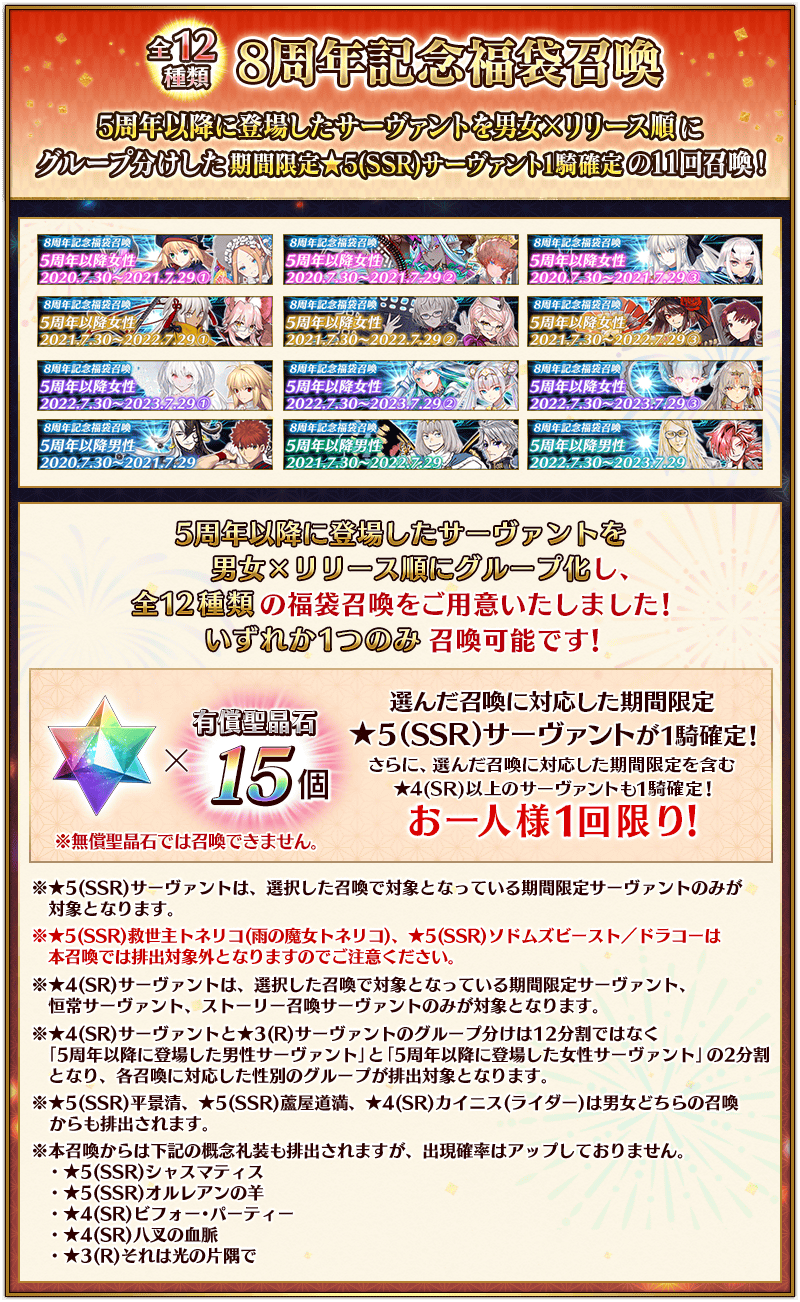 全12種類
8周年記念福袋召喚
5周年以降に登場したサーヴァントを男女×リリース順に
グループ分けした期間限定★5(SSR)サーヴァント1騎確定の11回召喚！
8周年記念福袋召喚
5周年以降女性
2020.7.30～2021.7.29①
8周年記念福袋召喚
5周年以降女性
2020.7.30～2021.7.29②
8周年記念福袋召喚
5周年以降女性
2020.7.30～2021.7.29③
8周年記念福袋召喚
5周年以降女性
2021.7.30～2022.7.29①
8周年記念福袋召喚
5周年以降女性
2021.7.30～2022.7.29②
8周年記念福袋召喚
5周年以降女性
2021.7.30～2022.7.29③
8周年記念福袋召喚
5周年以降女性
2022.7.30～2023.7.29①
8周年記念福袋召喚
5周年以降女性
2022.7.30～2023.7.29②
8周年記念福袋召喚
5周年以降女性
2022.7.30～2023.7.29③
8周年記念福袋召喚
5周年以降男性
2020.7.30～2021.7.29
8周年記念福袋召喚
5周年以降男性
2021.7.30～2022.7.29
8周年記念福袋召喚
5周年以降男性
2022.7.30～2023.7.29
5周年以降に登場したサーヴァントを
男女×リリース順にグループ化し、
全12種類の福袋召喚をご用意いたしました！
いずれか1つのみ召喚可能です！
×
有償聖晶石
15個
※無償聖晶石では召喚できません。
選んだ召喚に対応した期間限定
★5(SSR)サーヴァントが1騎確定！
さらに、選んだ召喚に対応した期間限定を含む
★4(SR)以上のサーヴァントも1騎確定！
お一人様1回限り！
※★5(SSR)サーヴァントは、選択した召喚で対象となっている期間限定サーヴァントのみが
対象となります。
※★5(SSR)救世主トネリコ(雨の魔女トネリコ)、★5(SSR)ソドムズビースト／ドラコーは
本召喚では排出対象外となりますのでご注意ください。
※★4(SR)サーヴァントは、選択した召喚で対象となっている期間限定サーヴァント、
恒常サーヴァント、ストーリー召喚サーヴァントのみが対象となります。
※★4(SR)サーヴァントと★3(R)サーヴァントのグループ分けは12分割ではなく
「5周年以降に登場した男性サーヴァント」と「5周年以降に登場した女性サーヴァント」の2分割
となり、各召喚に対応した性別のグループが排出対象となります。
※★5(SSR)平景清、★5(SSR)蘆屋道満、★4(SR)カイニス(ライダー)は男女どちらの召喚
からも排出されます。
※本召喚からは下記の概念礼装も排出されますが、出現確率はアップしておりません。
・★5(SSR)シャスマティス
・★5(SSR)オルレアンの羊
・★4(SR)ビフォー・パーティー
・★4(SR)八叉の血脈
・★3(R)それは光の片隅で